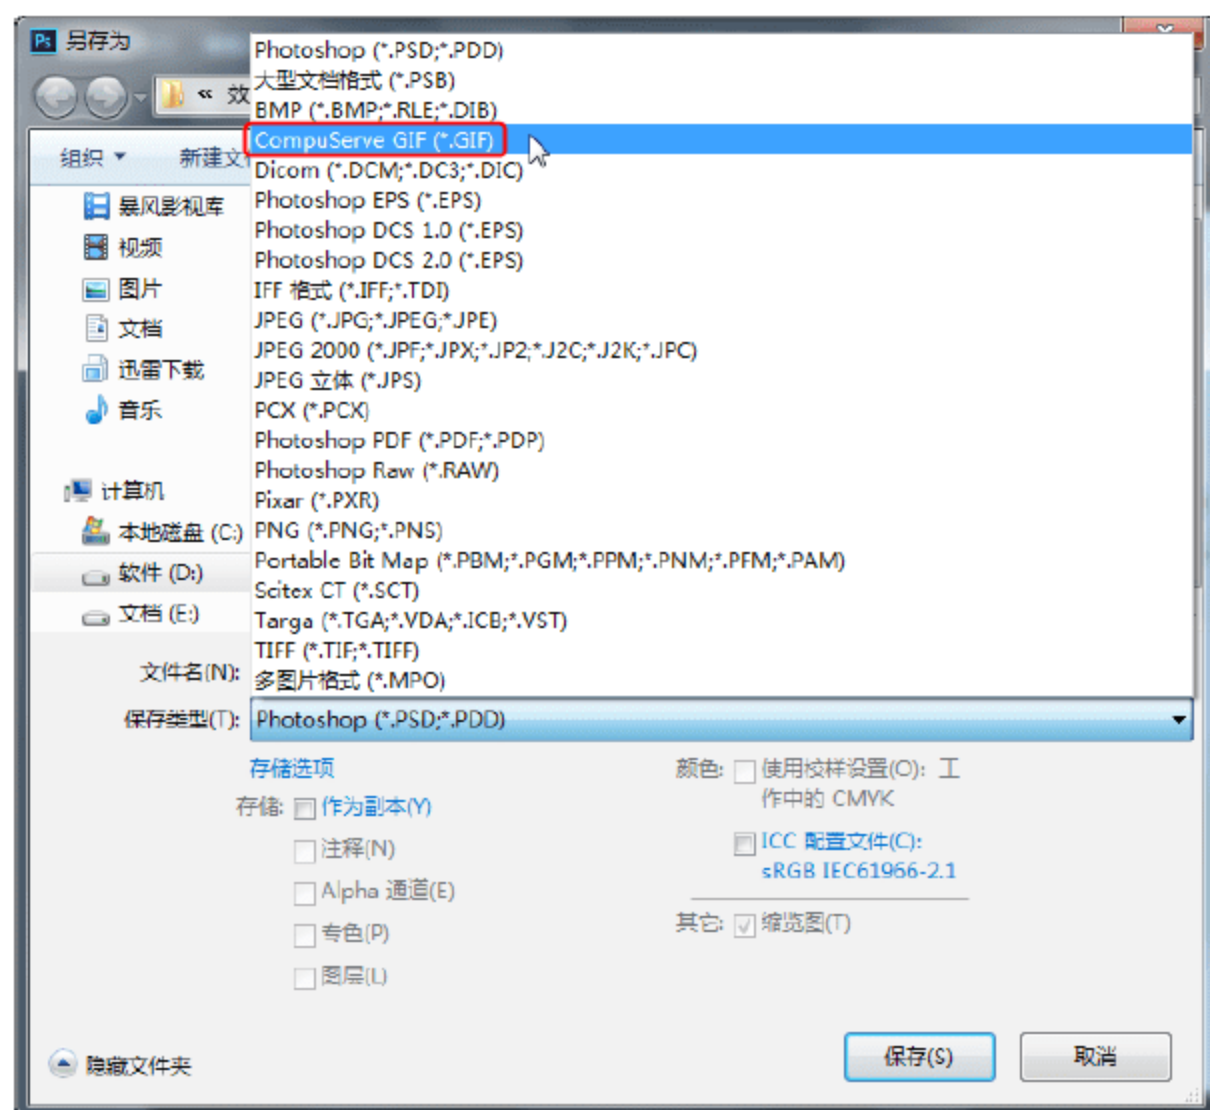 Ps 另存为
Photoshop (*.PSD;*.PDD)
大型文档格式 (*.PSB)
« 效
BMP (*.BMP;*.RLE;*.DIB)
CompuServe GIF (*.GIF)
组织 新建文
Dicom (*.DCM;*.DC3;*.DIC)
暴风影视库
Photoshop EPS (*.EPS)
Photoshop DCS 1.0 (*.EPS)
视频
Photoshop DCS 2.0 (*.EPS)
图片
IFF 格式 (*.IFF;*.TDI)
文档
JPEG (*.JPG;*.JPEG;*.JPE)
JPEG 2000 (*.JPF;*.JPX;*.JP2;*.J2C;*.J2K;*.JPC)
迅雷下载
JPEG 立体 (*.JPS)
音乐
PCX (*.PCX)
Photoshop PDF (*.PDF;*.PDP)
Photoshop Raw (*.RAW)
计算机
Pixar (*.PXR)
本地磁盘 (C:)
PNG (*.PNG;*.PNS)
Portable Bit Map (*.PBM;*.PGM;*.PPM;*.PNM;*.PFM;*.PAM)
软件 (D:)
Scitex CT (*.SCT)
文档 (E:)
Targa (*.TGA;*.VDA;*.ICB;*.VST)
TIFF (*.TIF;*.TIFF)
文件名(N):
多图片格式 (*.MPO)
保存类型(T): Photoshop (*.PSD;*.PDD)
存储选项
存储: 作为副本(Y)
注释(N)
Alpha 通道(E)
专色(P)
图层(L)
颜色: 使用校样设置(O): 工
作中的 CMYK
ICC 配置文件(C):
sRGB IEC61966-2.1
其它: 缩览图(T)
隐藏文件夹
保存(S)
取消